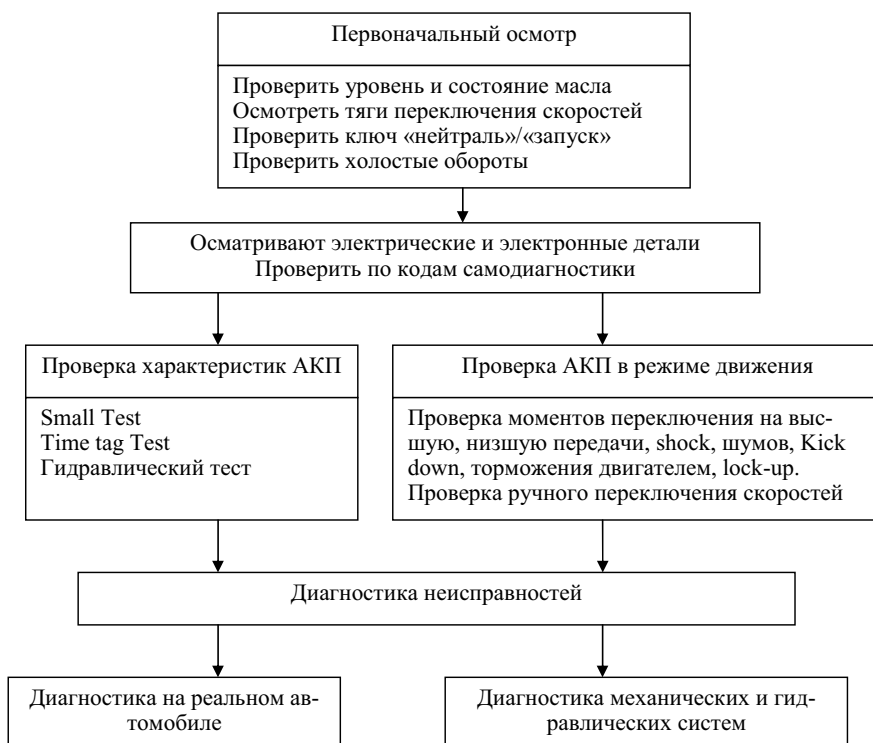 Первоначальный осмотр
Проверить уровень и состояние масла
Осмотреть тяги переключения скоростей
Проверить ключ «нейтраль»/«запуск»
Проверить холостые обороты
Осматривают электрические и электронные детали
Проверить по кодам самодиагностики
Проверка характеристик АКП
Small Test
Time tag Test
Гидравлический тест
Проверка АКП в режиме движения
Проверка моментов переключения на выс-
шую, низшую передачи, shock, шумов, Kick
down, торможения двигателем, lock-up.
Проверка ручного переключения скоростей
Диагностика неисправностей
Диагностика на реальном ав-
томобиле
Диагностика механических и гид-
равлических систем